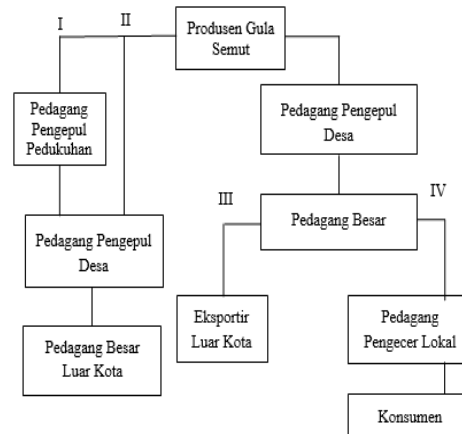 I
II
Produsen Gula
Semut
Pedagang
Pengepul
Pedukuhan
Pedagang Pengepul
Desa
III
IV
Pedagang Besar
Pedagang Pengepul
Desa
Eksportir
Luar Kota
Pedagang
Pengecer Lokal
Pedagang Besar
Luar Kota
Konsumen